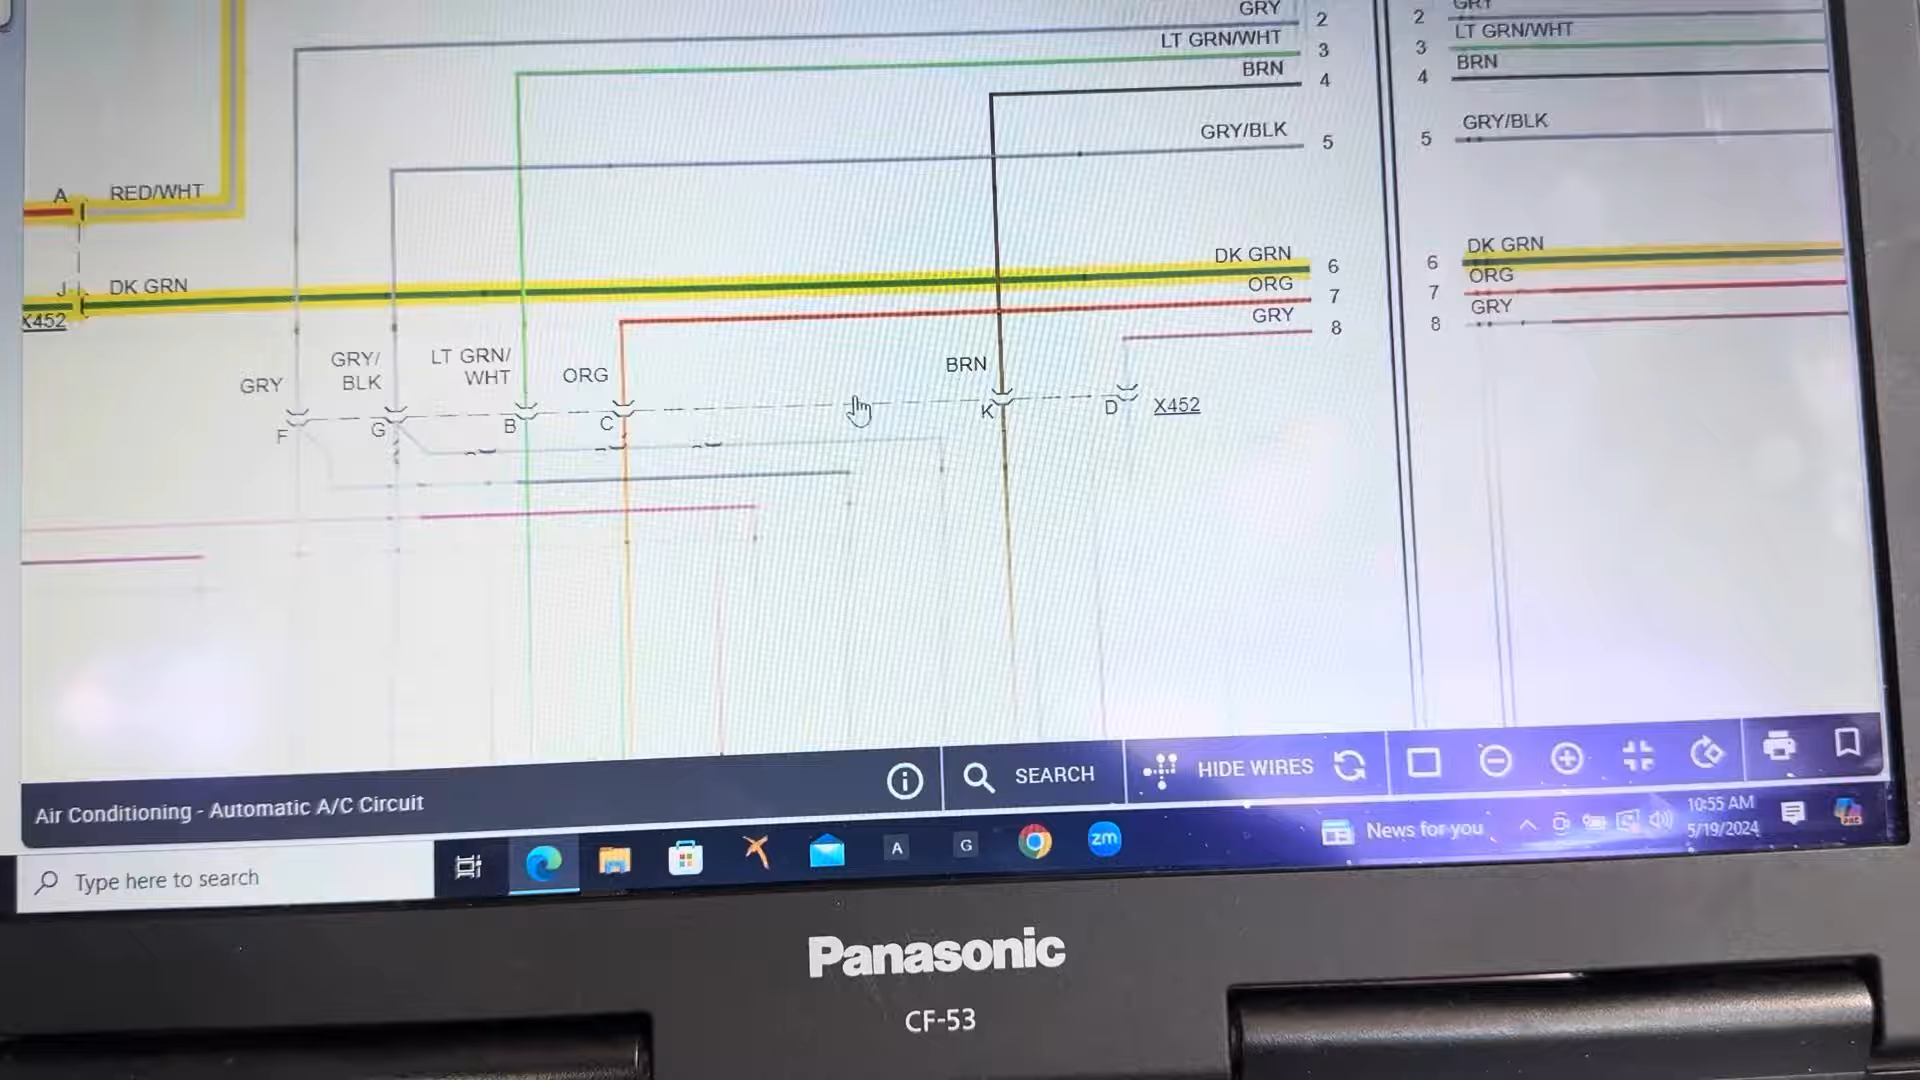 GRY 2
2 GRY
LT GRN/WHT 3
3 LT GRN/WHT
BRN 4
4 BRN
GRY/BLK 5
5 GRY/BLK
A RED/WHT
DK GRN 6
6 DK GRN
J DK GRN
ORG 7
7 ORG
X452
GRY 8
8 GRY
GRY
GRY/
BLK
LT GRN/
WHT
ORG
BRN
F
G
B
C
K
D
X452
Air Conditioning - Automatic A/C Circuit
SEARCH
HIDE WIRES
Type here to search
A
G
zm
News for you
10:55 AM
5/19/2024
Panasonic
CF-53